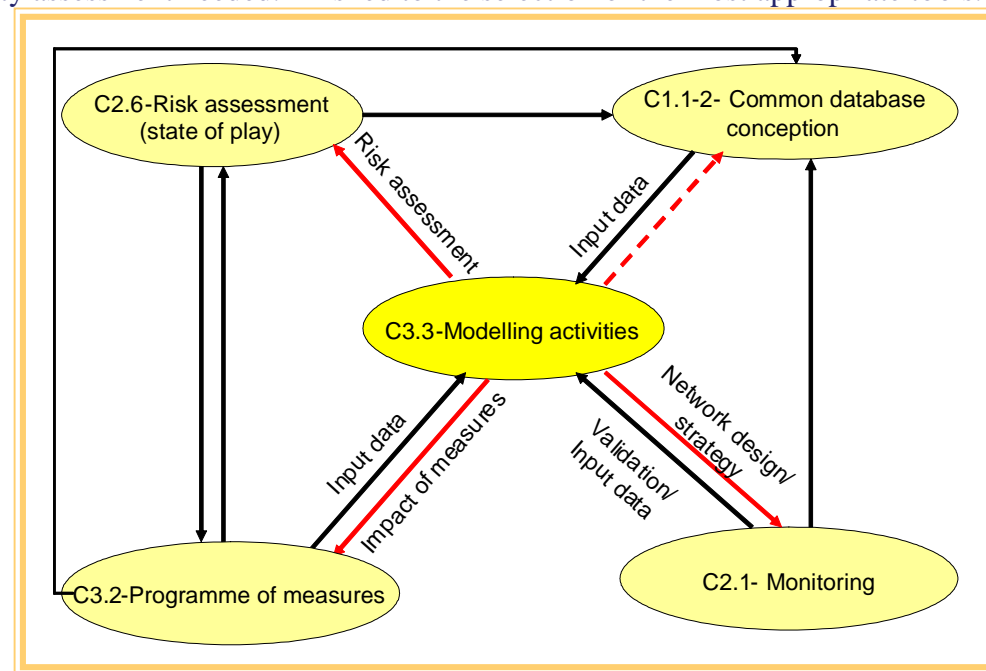 C2.6-Risk assessment
(state of play)
C1.1-2- Common database
conception
Risk assessment
Input data
C3.3-Modelling activities
Input data
Impact of measures
Validation/
Input data
Network design/
strategy
C3.2-Programme of measures
C2.1- Monitoring